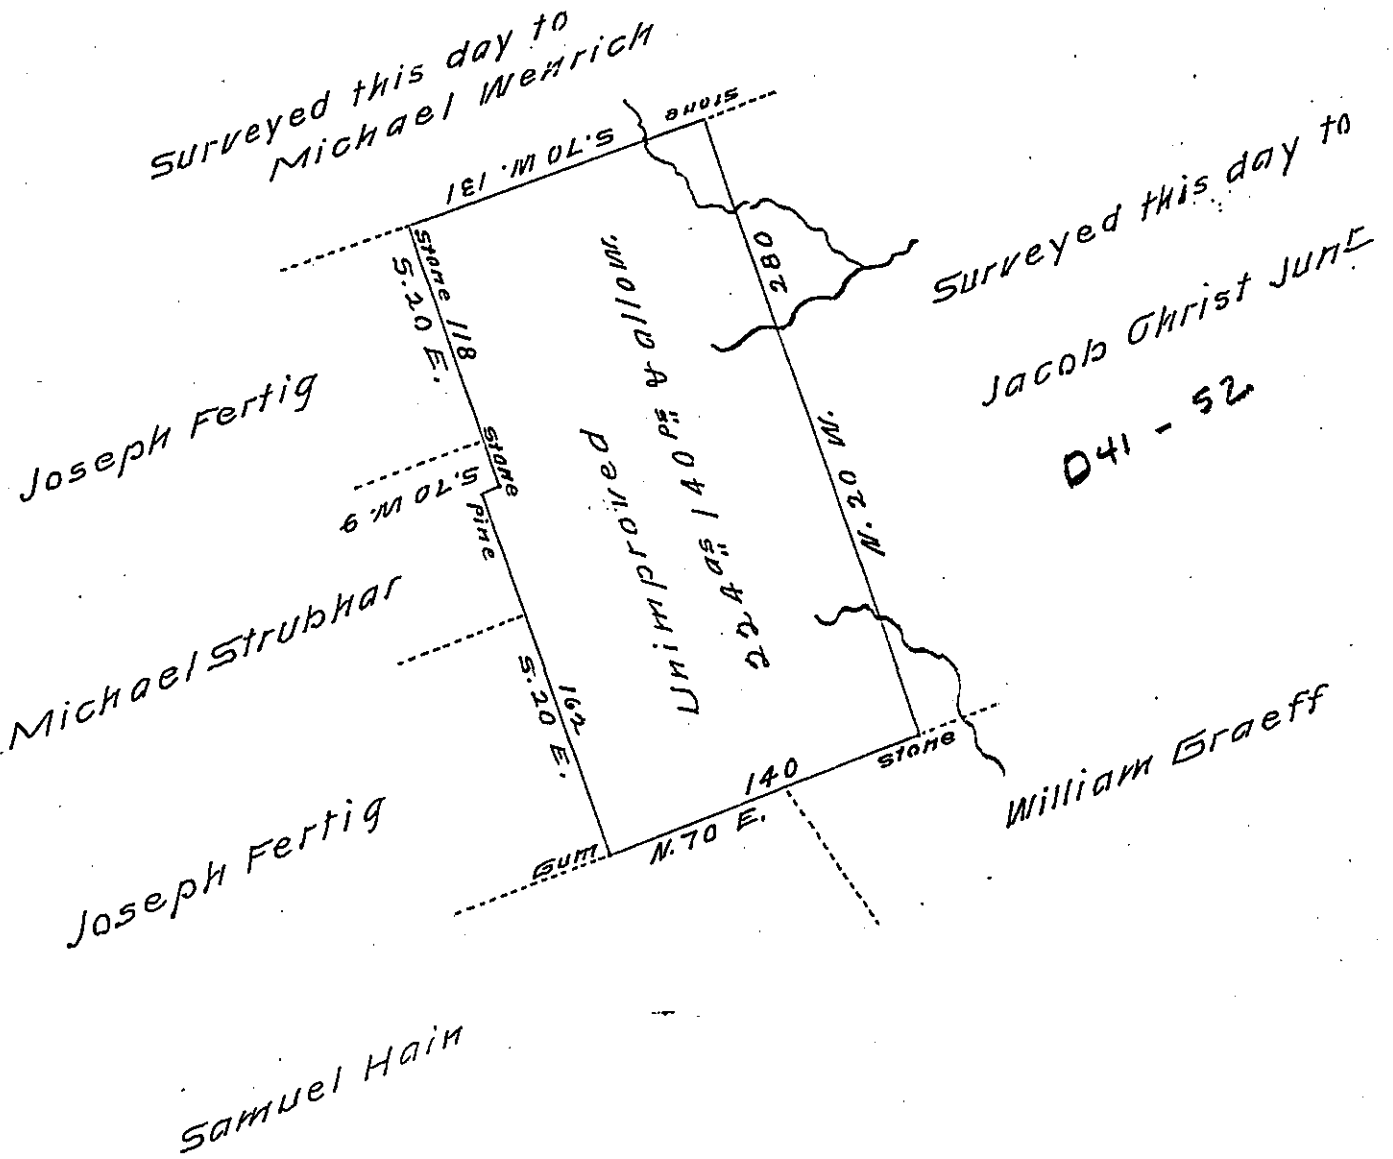 Surveyed this day to
Michael Wenrich
stone
S. 70 W. 131
stone 118
S. 20 E.
280
N. 20 W.
Surveyed this day to
Jacob Christ Junr
D41 - 52
Joseph Fertig
stone
S. 70 W. 9
Pine
224 as 140 ps & allow.
Unimproved
Michael Strubhar
S. 20 E.
162
stone
140
N. 70 E.
Gum
William Graeff
Joseph Fertig
Samuel Hain